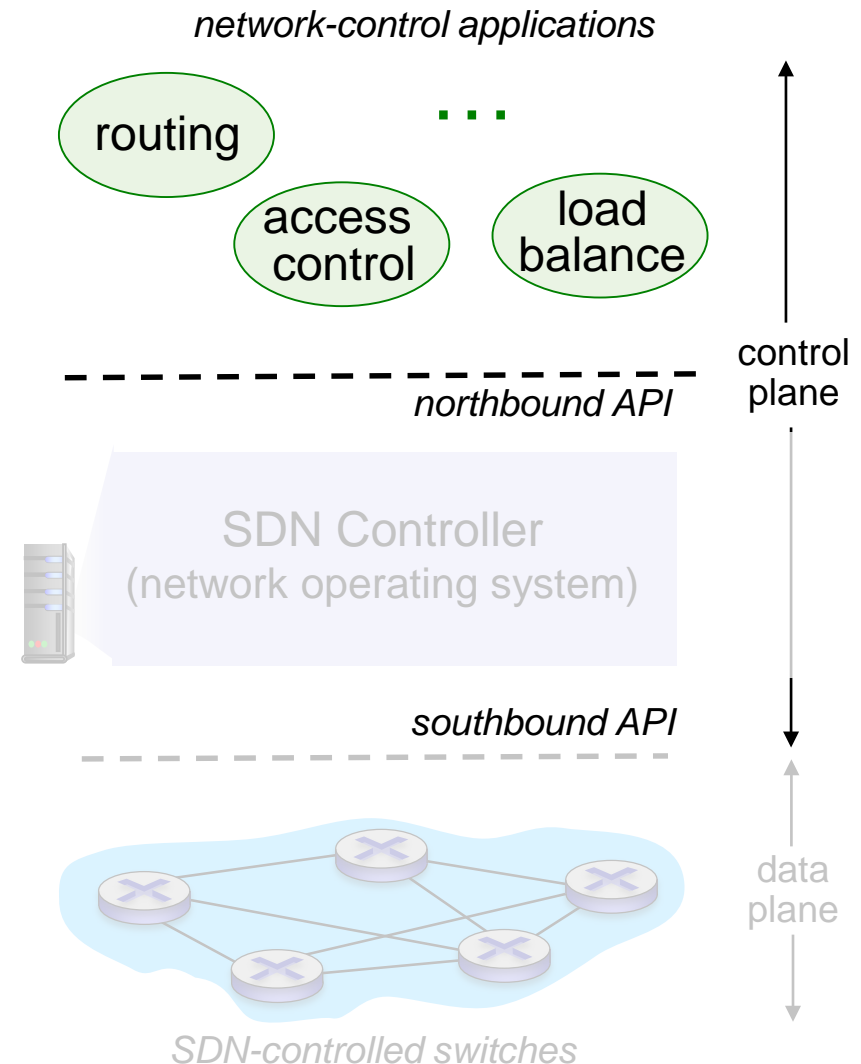 network-control applications
routing
...
access
control
load
balance
control
plane
northbound API
SDN Controller
(network operating system)
southbound API
data
plane
SDN-controlled switches